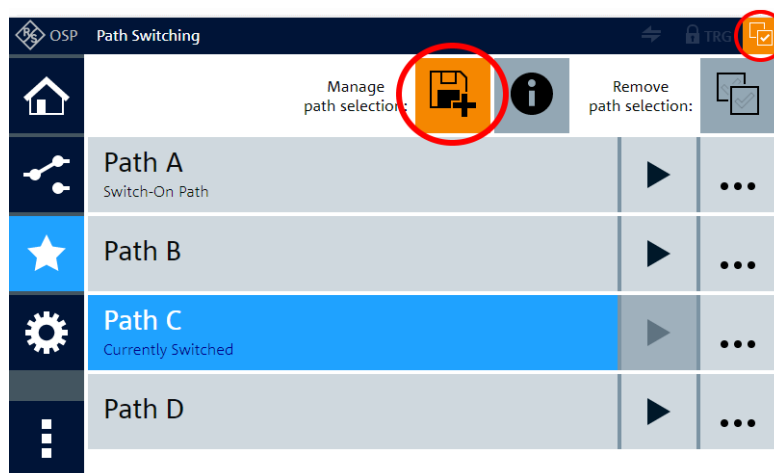 R&S OSP Path Switching TRG
Manage Remove
path selection: path selection:
Path A
Switch-On Path
Path B
Path C
Currently Switched
Path D